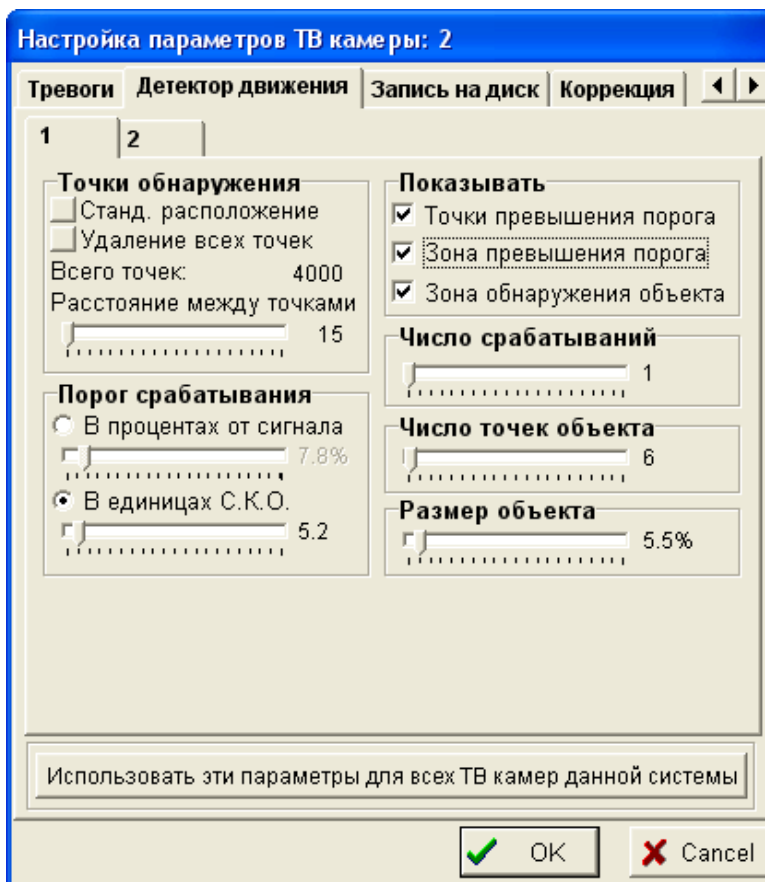 Настройка параметров ТВ камеры: 2
Тревоги Детектор движения Запись на диск Коррекция
1 2
Точки обнаружения
Станд. расположение
Удаление всех точек
Всего точек: 4000
Расстояние между точками
15
Порог срабатывания
В процентах от сигнала
7.8%
В единицах С.К.О.
5.2
Показывать
Точки превышения порога
Зона превышения порога
Зона обнаружения объекта
Число срабатываний
1
Число точек объекта
6
Размер объекта
5.5%
Использовать эти параметры для всех ТВ камер данной системы
OK Cancel